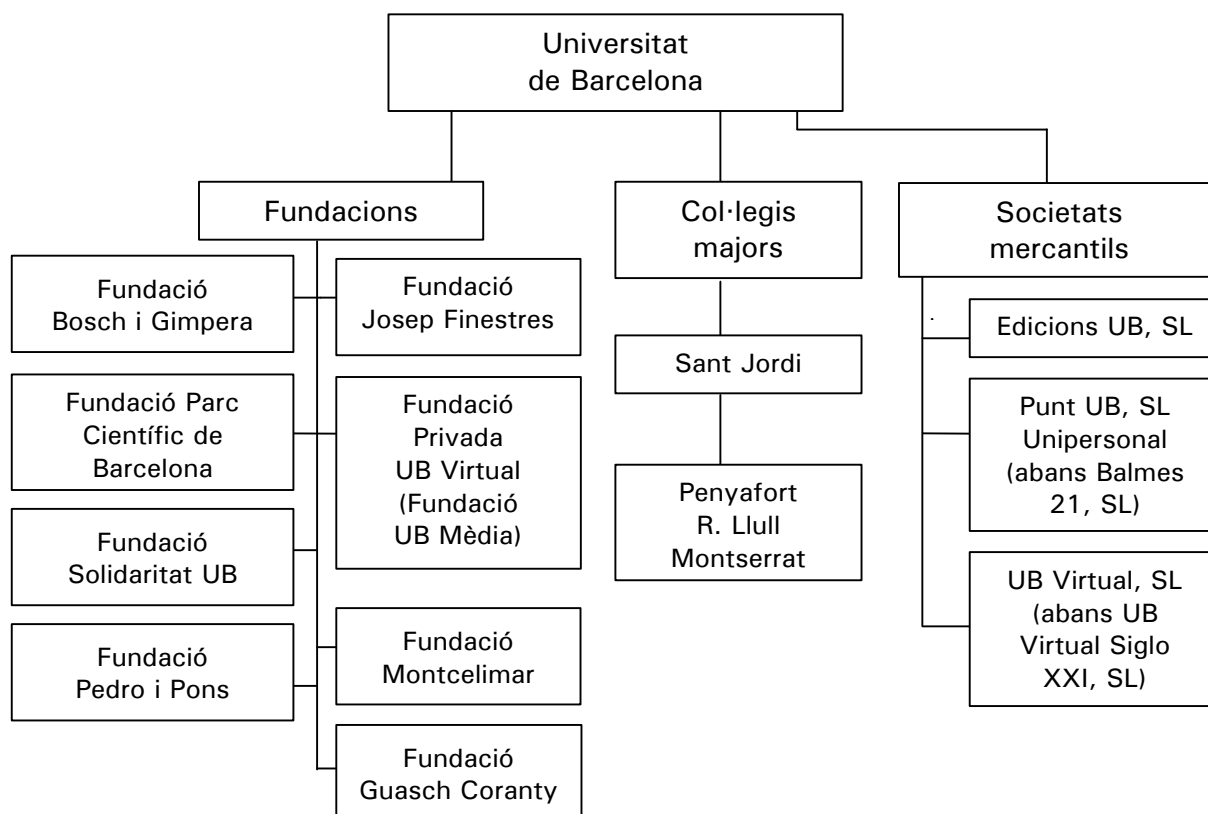 Universitat
de Barcelona
Fundacions
Fundació
Bosch i Gimpera
Fundació
Josep Finestres
Fundació Parc
Científic de
Barcelona
Fundació
Privada
UB Virtual
(Fundació
UB Mèdia)
Fundació
Solidaritat UB
Fundació
Pedro i Pons
Fundació
Montcelimar
Fundació
Guasch Coranty
Col·legis
majors
Sant Jordi
Penyafort
R. Llull
Montserrat
Societats
mercantils
Edicions UB, SL
Punt UB, SL
Unipersonal
(abans Balmes
21, SL)
UB Virtual, SL
(abans UB
Virtual Siglo
XXI, SL)